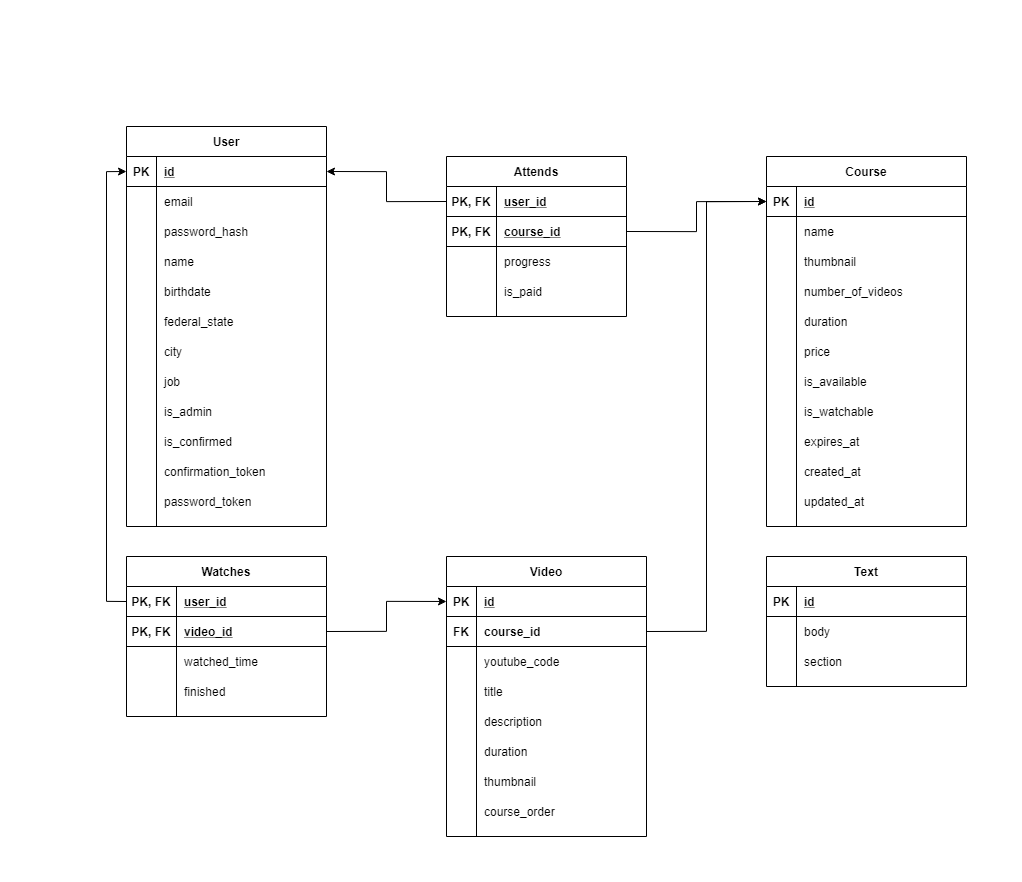 User
PK id
email
password_hash
name
birthdate
federal_state
city
job
is_admin
is_confirmed
confirmation_token
password_token
Attends
PK, FK user_id
PK, FK course_id
progress
is_paid
Course
PK id
name
thumbnail
number_of_videos
duration
price
is_available
is_watchable
expires_at
created_at
updated_at
Watches
PK, FK user_id
PK, FK video_id
watched_time
finished
Video
PK id
FK course_id
youtube_code
title
description
duration
thumbnail
course_order
Text
PK id
body
section